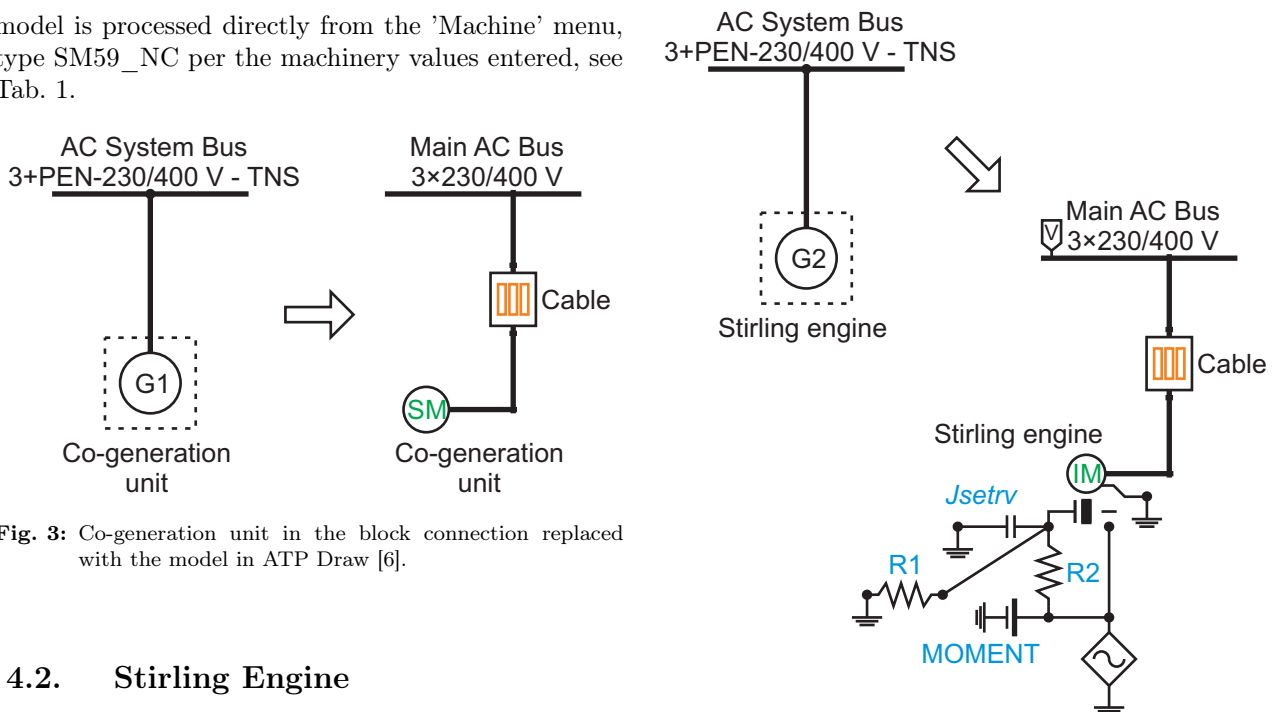 model is processed directly from the 'Machine' menu,
type SM59_NC per the machinery values entered, see
Tab. 1.
AC System Bus
3+PEN-230/400 V - TNS
G1
Co-generation
unit
Main AC Bus
3×230/400 V
Cable
SM
Co-generation
unit
Fig. 3: Co-generation unit in the block connection replaced
with the model in ATP Draw [6].
4.2. Stirling Engine
AC System Bus
3+PEN-230/400 V - TNS
G2
Stirling engine
Main AC Bus
V
3×230/400 V
Cable
Stirling engine
IM
Jsetrv
R1
R2
MOMENT